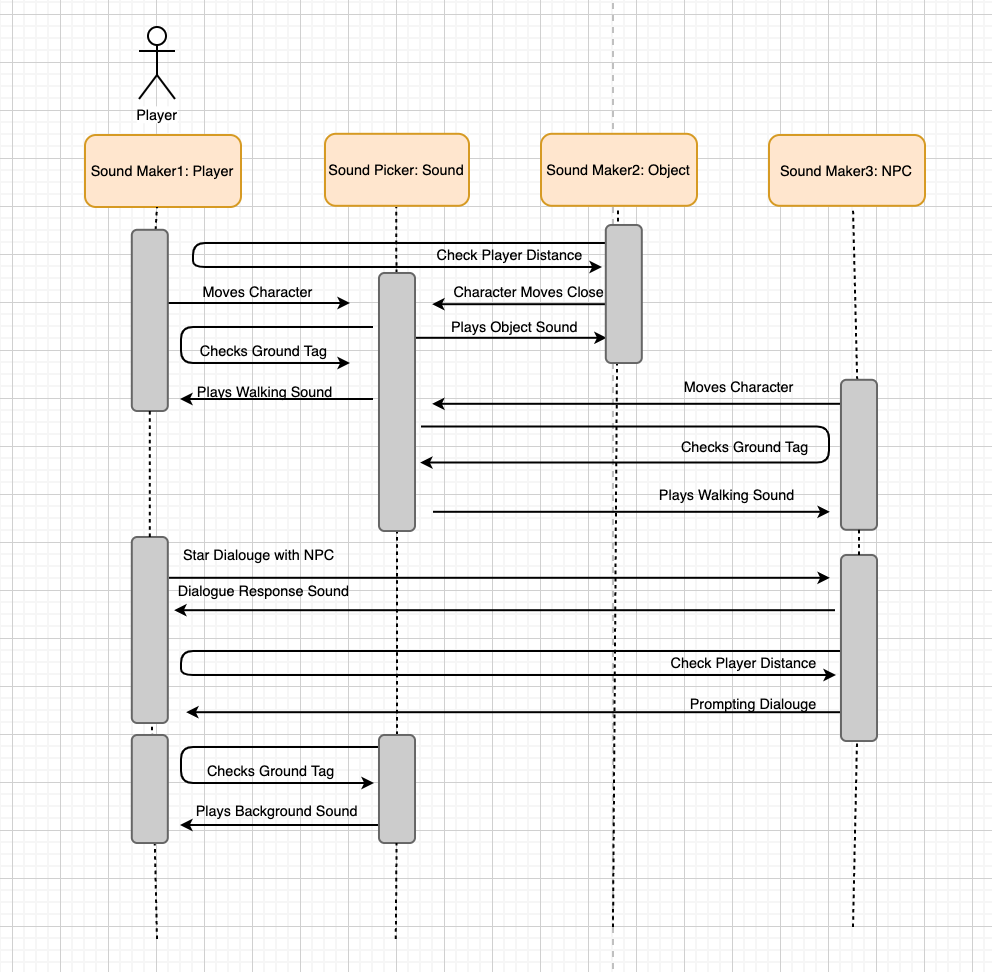 Player
Sound Maker1: Player
Sound Picker: Sound
Sound Maker2: Object
Sound Maker3: NPC
Check Player Distance
Moves Character
Character Moves Close
Plays Object Sound
Checks Ground Tag
Plays Walking Sound
Moves Character
Checks Ground Tag
Plays Walking Sound
Star Dialouge with NPC
Dialogue Response Sound
Check Player Distance
Prompting Dialouge
Checks Ground Tag
Plays Background Sound